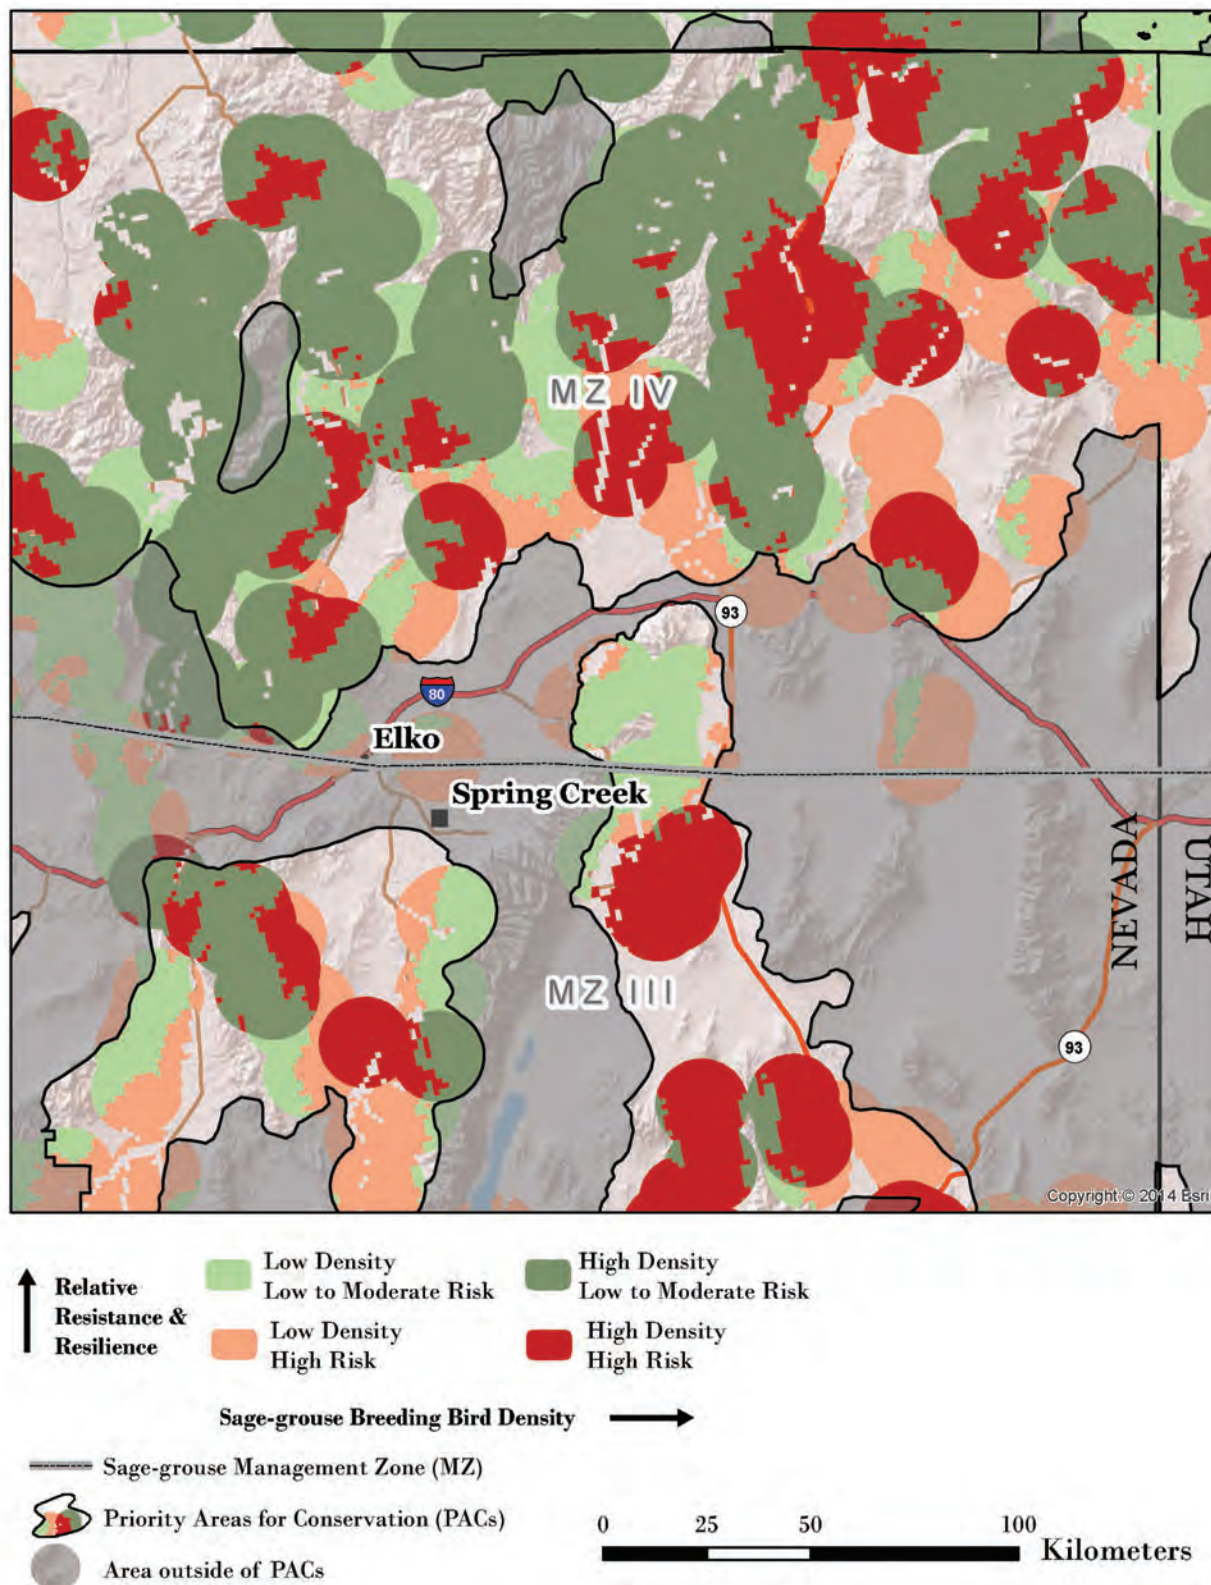 MZ IV
93
80
Elko
Spring Creek
NEVADA
UTAH
MZ III
93
Copyright:© 2014 Esri
Relative
Resistance &
Resilience
Low Density
Low to Moderate Risk
High Density
Low to Moderate Risk
Low Density
High Risk
High Density
High Risk
Sage-grouse Breeding Bird Density
Sage-grouse Management Zone (MZ)
Priority Areas for Conservation (PACs)
Area outside of PACs
0 25 50 100
Kilometers